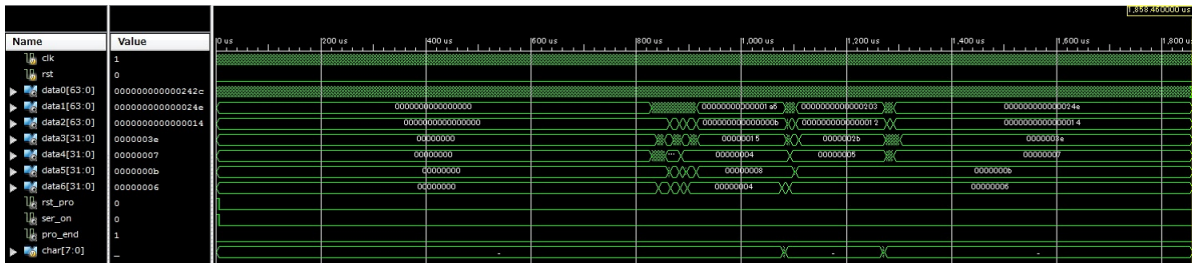 1,858.460000 us
Name Value 0 us 200 us 400 us 600 us 800 us 1,000 us 1,200 us 1,400 us 1,600 us 1,800 u
clk 1
rst 0
data0[63:0] 000000000000242c
data1[63:0] 000000000000024e 0000000000000000 00000000000001a6 0000000000000203 000000000000024e
data2[63:0] 0000000000000014 0000000000000000 000000000000000b 0000000000000012 0000000000000014
data3[31:0] 0000003e 00000000 00000015 0000002b 0000003e
data4[31:0] 00000007 00000000 ... 00000004 00000005 00000007
data5[31:0] 0000000b 00000000 00000008 0000000b
data6[31:0] 00000006 00000000 00000004 00000006
rst_pro 0
ser_on 0
pro_end 1
char[7:0] _ - - -